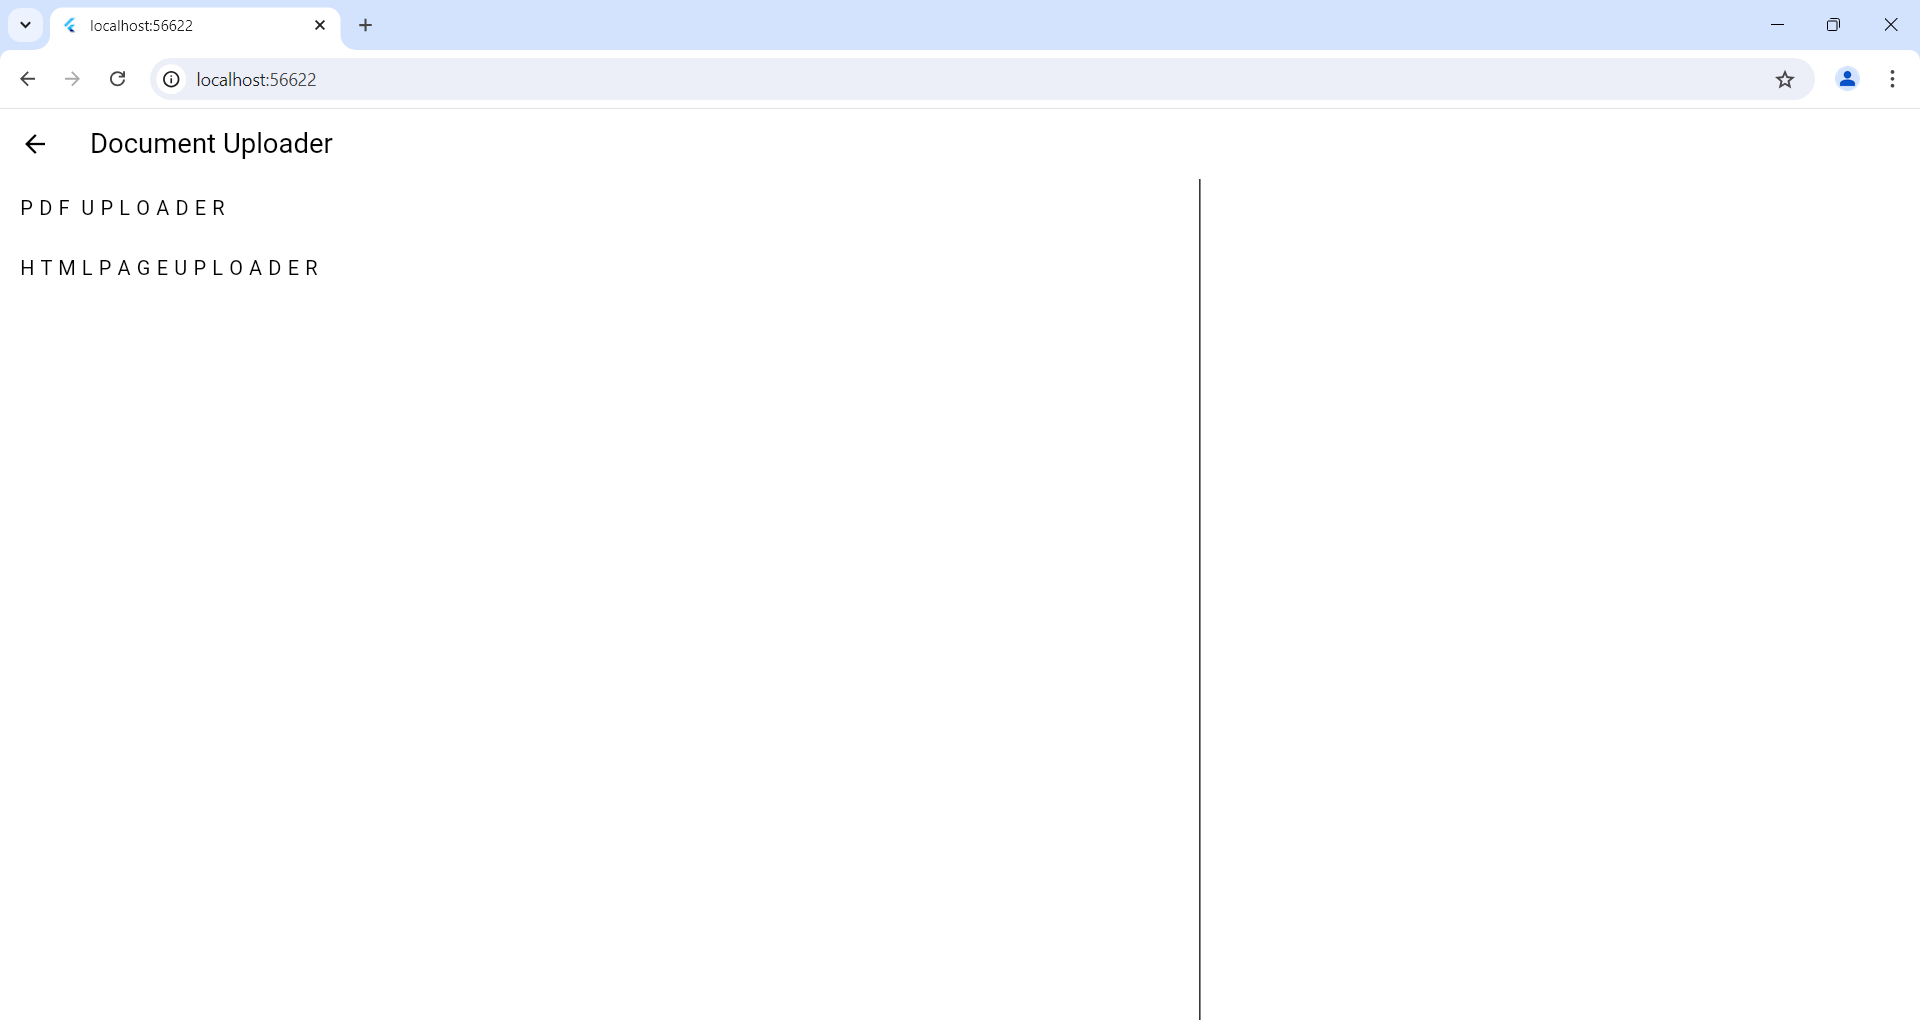 localhost:56622
localhost:56622
Document Uploader
P D F U P L O A D E R
H T M L P A G E U P L O A D E R